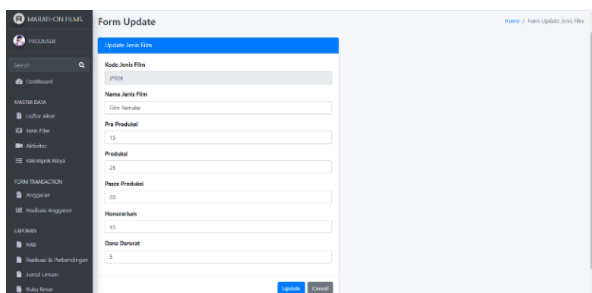 MARATHON FILMS
Form Update
Home / Form Update Jenis Film
PRODUSER
Update Jenis Film
Search
Kode Jenis Film
Dashboard
JF004
MASTER DATA
Nama Jenis Film
Daftar Akun
Film Remake
Jenis Film
Pra Produksi
Aktivitas
15
Kelompok Biaya
Produksi
25
FORM TRANSACTION
Pasca Produksi
Anggaran
20
Realisasi Anggaran
Honorarium
35
LAPORAN
Dana Darurat
RAB
5
Realisasi & Perbandingan
Jurnal Umum
Buku Besar
Update
Cancel